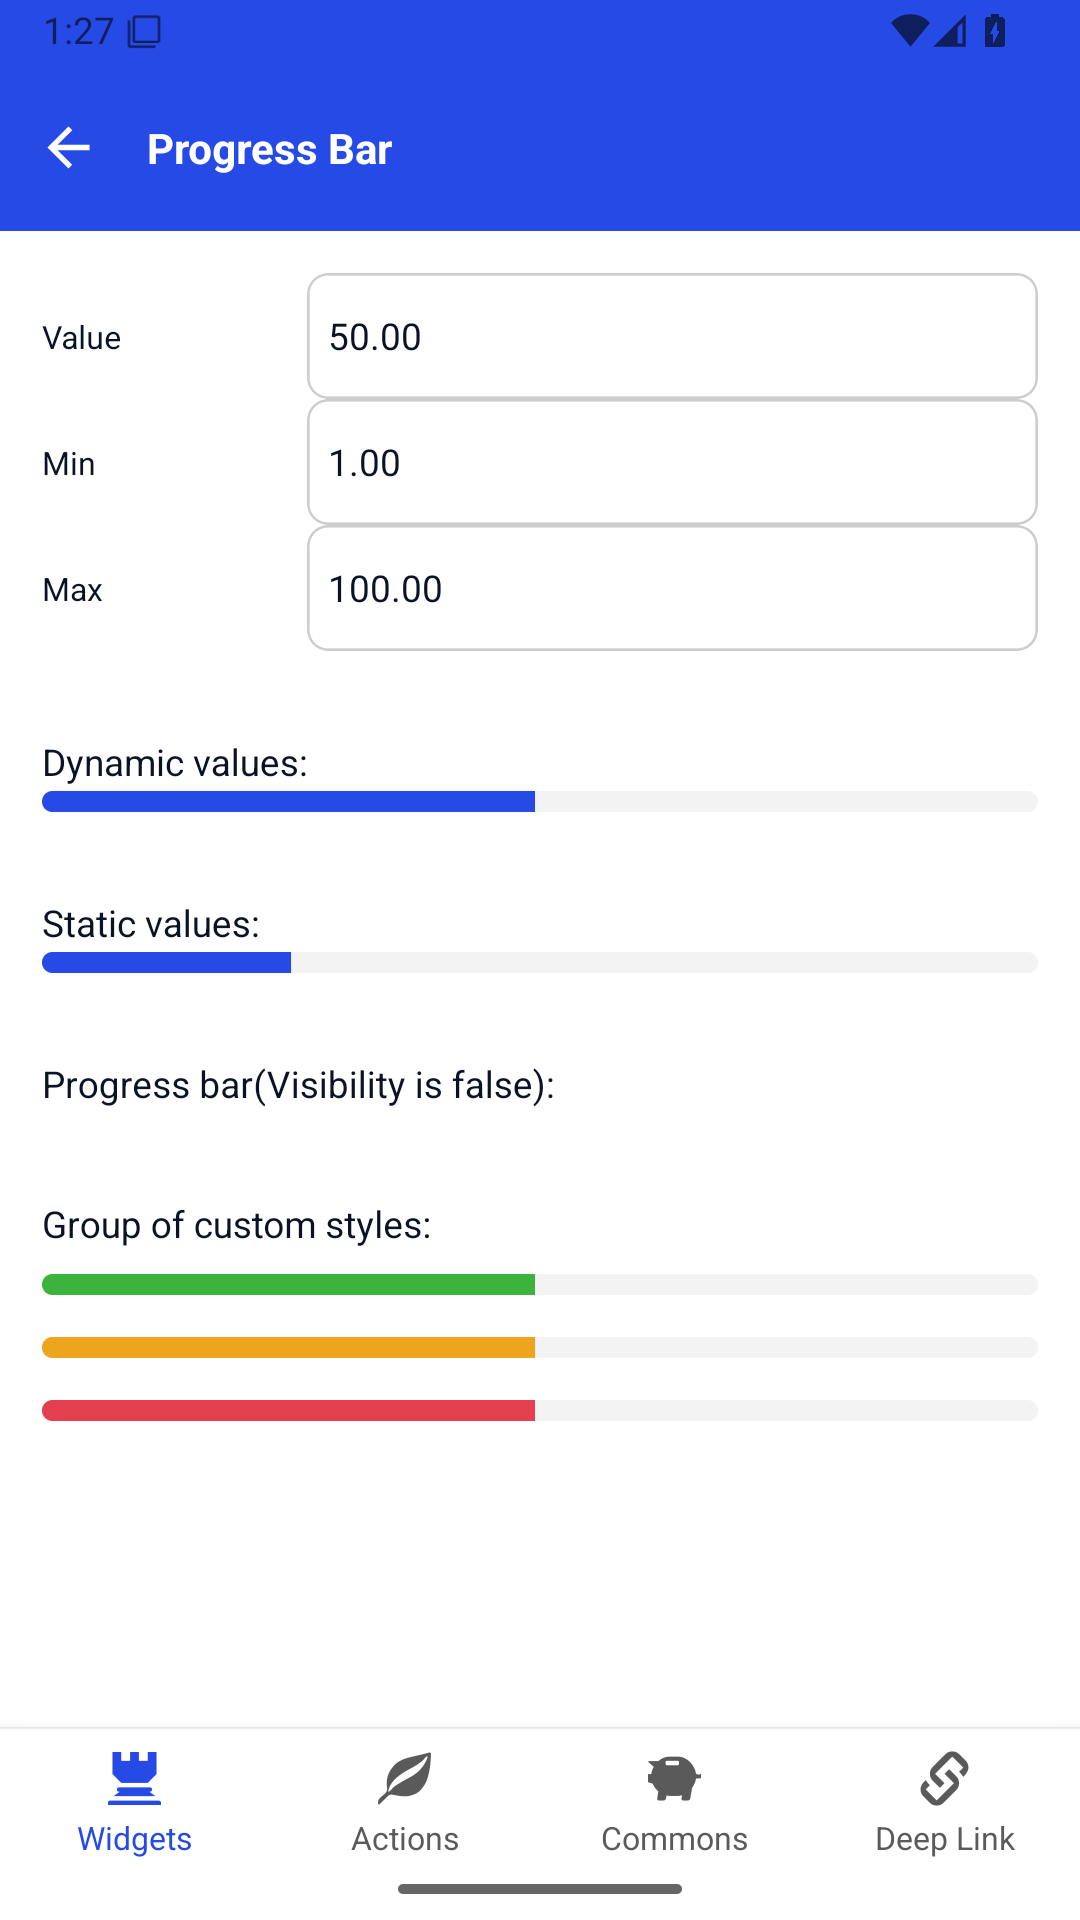 1:27
Progress Bar
Value
50.00
Min
1.00
Max
100.00
Dynamic values:
Static values:
Progress bar(Visibility is false):
Group of custom styles:
Widgets
Actions
Commons
Deep Link